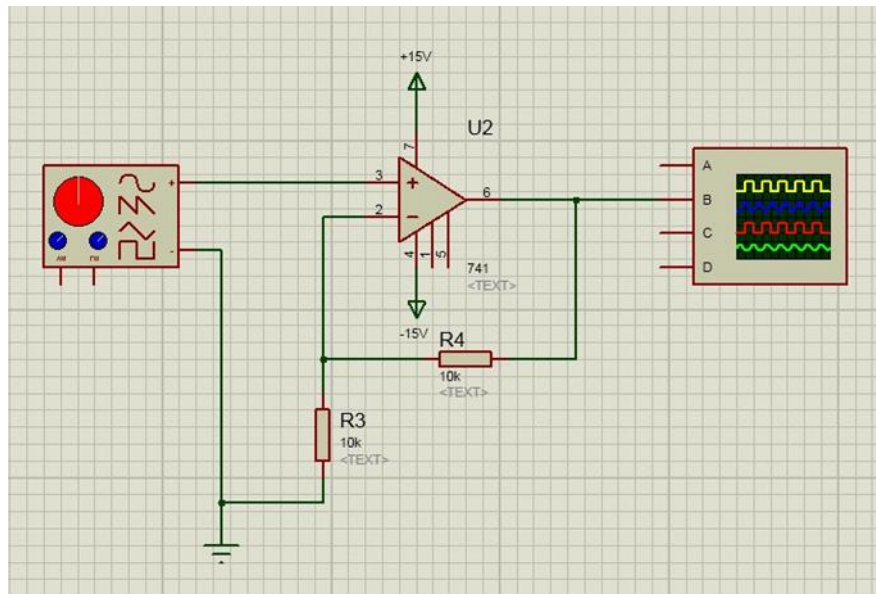 +15V
U2
7
3
+
2
−
6
4
1
5
741
<TEXT>
-15V
+
-
AM
FM
A
B
C
D
R4
10k
<TEXT>
R3
10k
<TEXT>